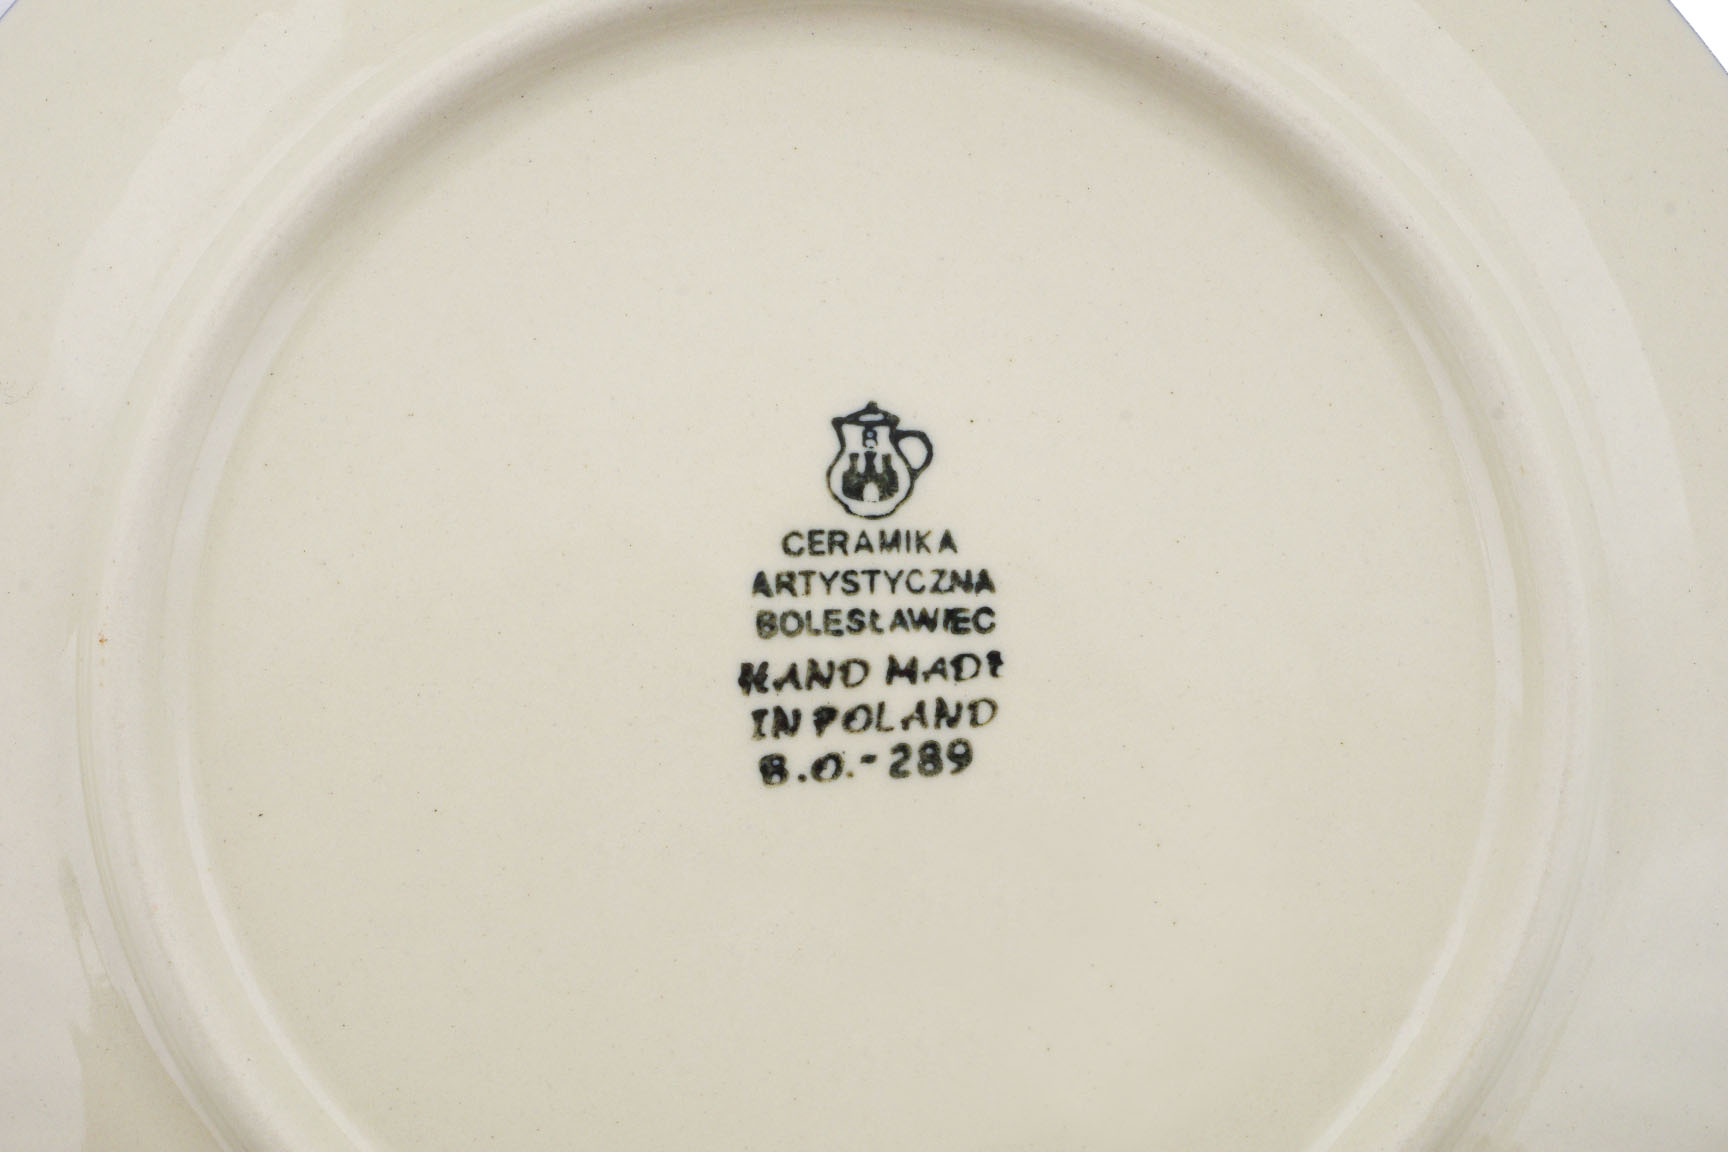 B
CERAMIKA
ARTYSTYCZNA
BOLESŁAWIEC
HAND MADE
IN POLAND
B.O.-289